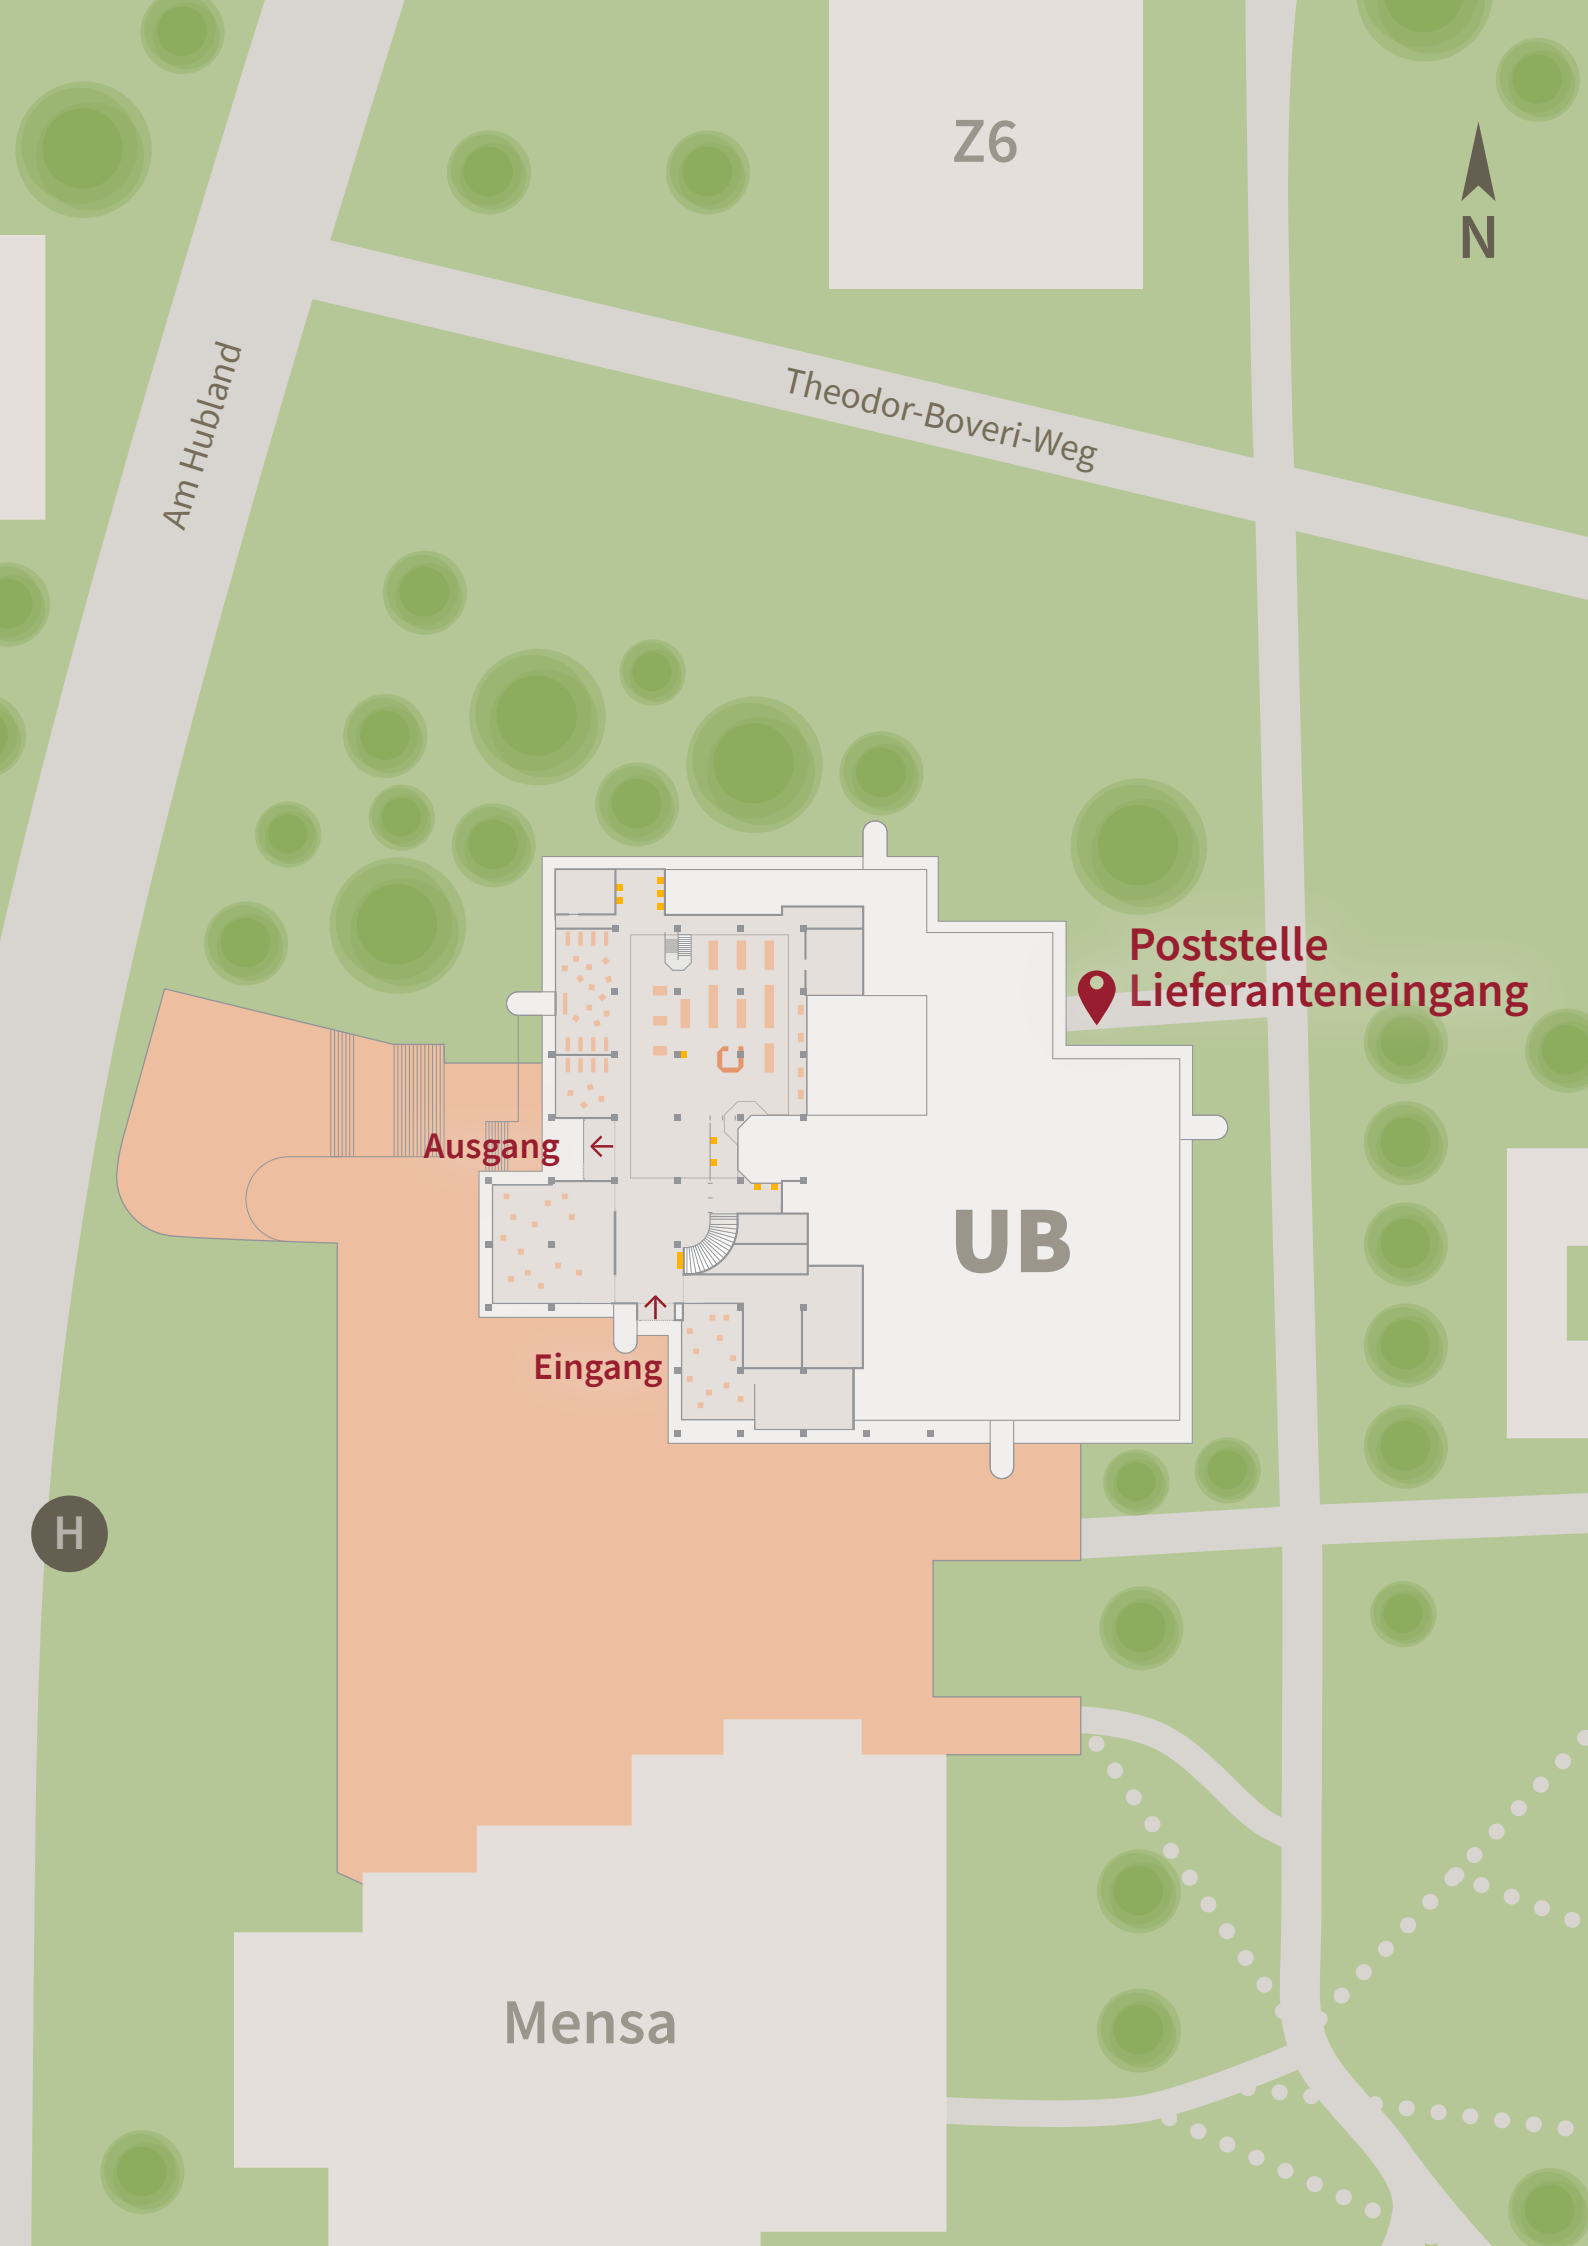 Z6
N
Am Hubland
Theodor-Boveri-Weg
Poststelle
Lieferanteneingang
Ausgang
UB
Eingang
H
Mensa